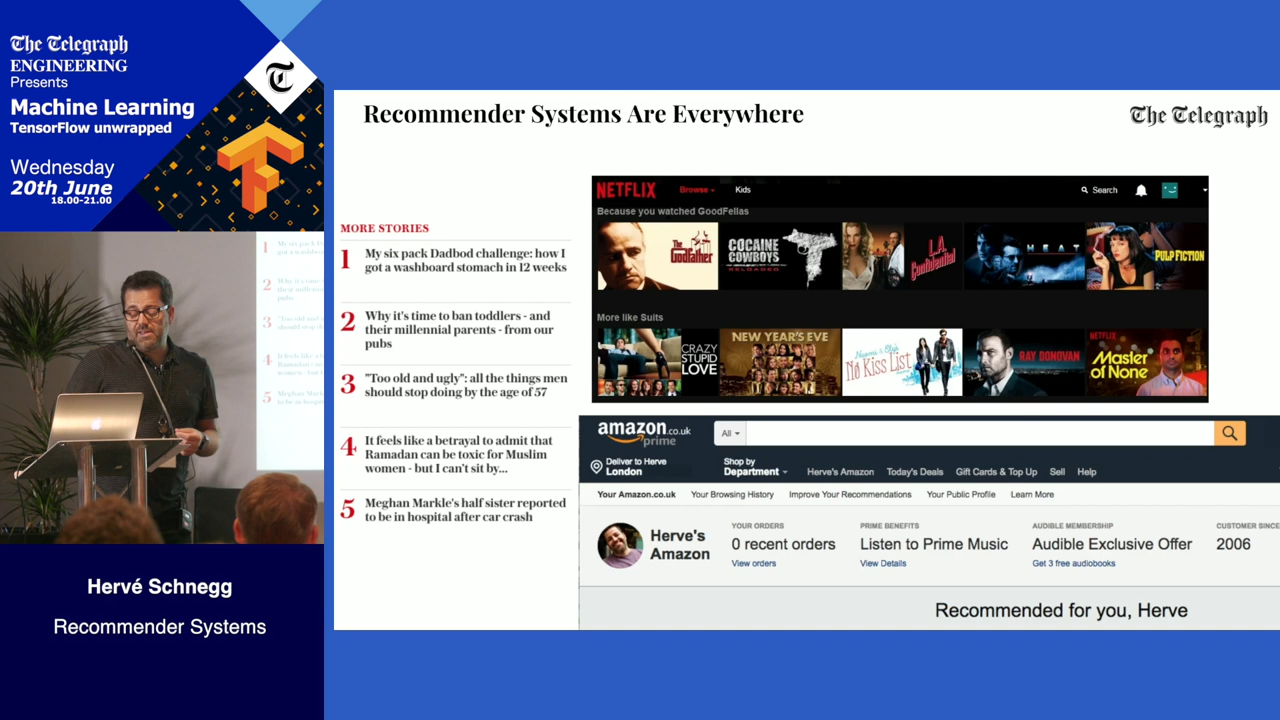 The Telegraph
ENGINEERING
Presents
Machine Learning
TensorFlow unwrapped
Wednesday
20th June
18.00-21.00
T
Hervé Schnegg
Recommender Systems
Recommender Systems Are Everywhere
The Telegraph
MORE STORIES
1 My six pack Dadbod challenge: how I
got a washboard stomach in 12 weeks
2 Why it's time to ban toddlers - and
their millennial parents - from our
pubs
3 "Too old and ugly": all the things men
should stop doing by the age of 57
4 It feels like a betrayal to admit that
Ramadan can be toxic for Muslim
women - but I can't sit by...
5 Meghan Markle's half sister reported
to be in hospital after car crash
NETFLIX Browse Kids Search
Because you watched GoodFellas
The Godfather
COCAINE COWBOYS RELOADED
L.A. Confidential
HEAT
PULP FICTION
More like Suits
CRAZY STUPID LOVE
NEW YEAR'S EVE
Naomi & Ely's No Kiss List
RAY DONOVAN
NETFLIX Master of None
amazon.co.uk
prime
All
Deliver to Herve
London
Shop by
Department
Herve's Amazon Today's Deals Gift Cards & Top Up Sell Help
Your Amazon.co.uk Your Browsing History Improve Your Recommendations Your Public Profile Learn More
Herve's
Amazon
YOUR ORDERS
0 recent orders
View orders
PRIME BENEFITS
Listen to Prime Music
View Details
AUDIBLE MEMBERSHIP
Audible Exclusive Offer
Get 3 free audiobooks
CUSTOMER SINCE
2006
Recommended for you, Herve